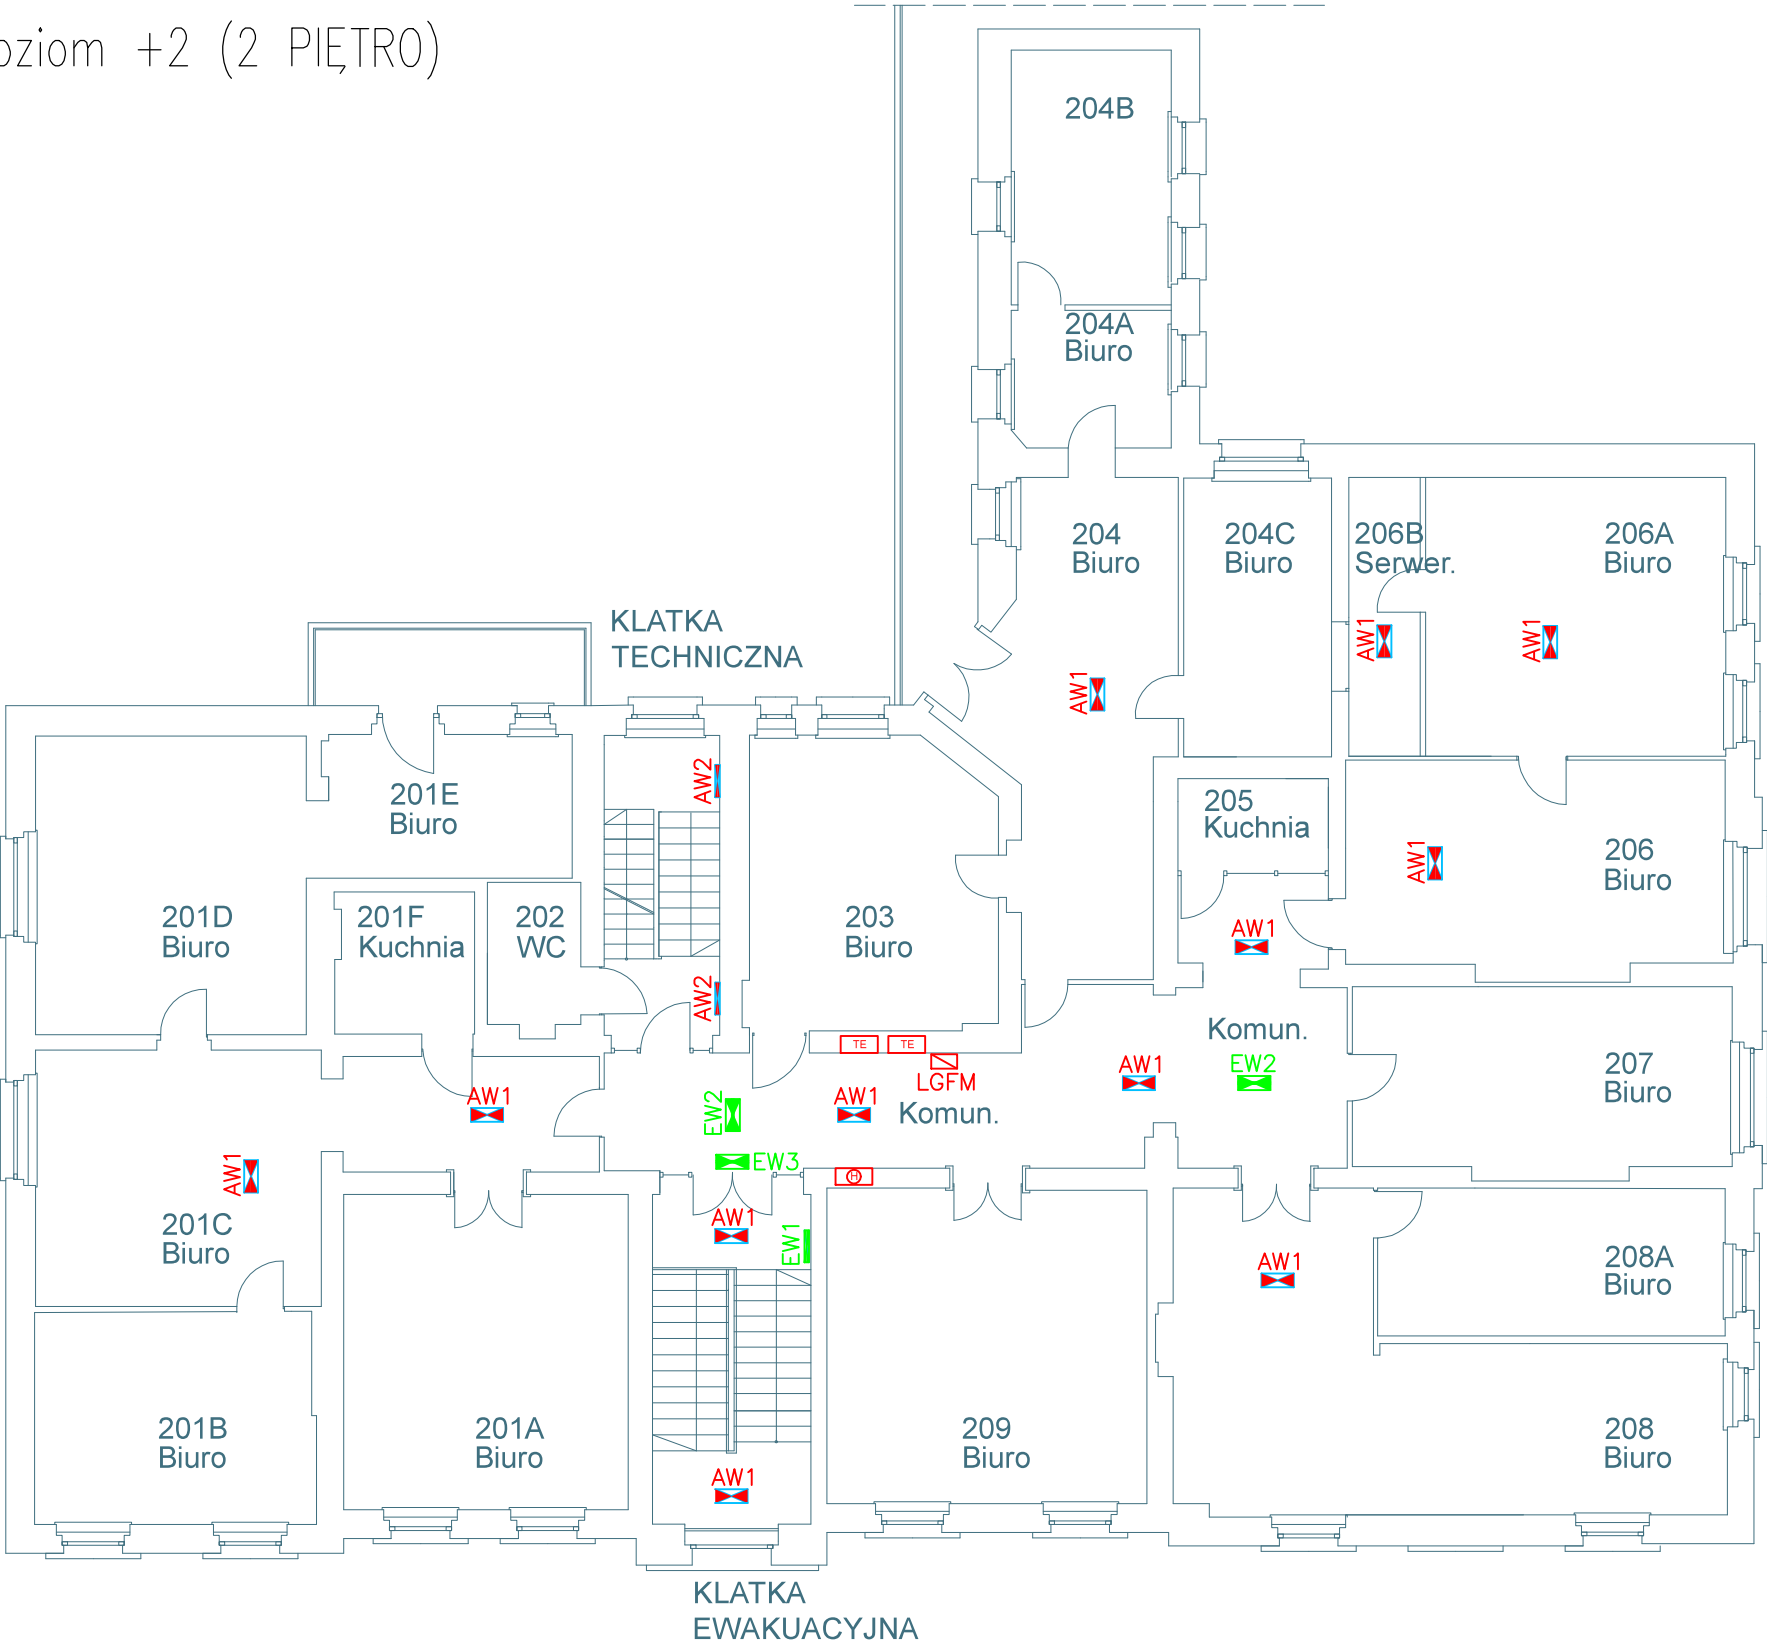 oziom +2 (2 PIĘTRO)
204B
204A
Biuro
204
Biuro
204C
Biuro
206B
Serwer.
206A
Biuro
AW1
AW1
AW1
KLATKA
TECHNICZNA
AW2
201E
Biuro
205
Kuchnia
206
Biuro
AW1
201D
Biuro
201F
Kuchnia
202
WC
203
Biuro
AW1
AW2
Komun.
TE
TE
LGFM
AW1
EW2
207
Biuro
AW1
EW2
AW1
Komun.
AW1
EW3
H
201C
Biuro
AW1
EW1
AW1
208A
Biuro
201B
Biuro
201A
Biuro
AW1
209
Biuro
208
Biuro
KLATKA
EWAKUACYJNA